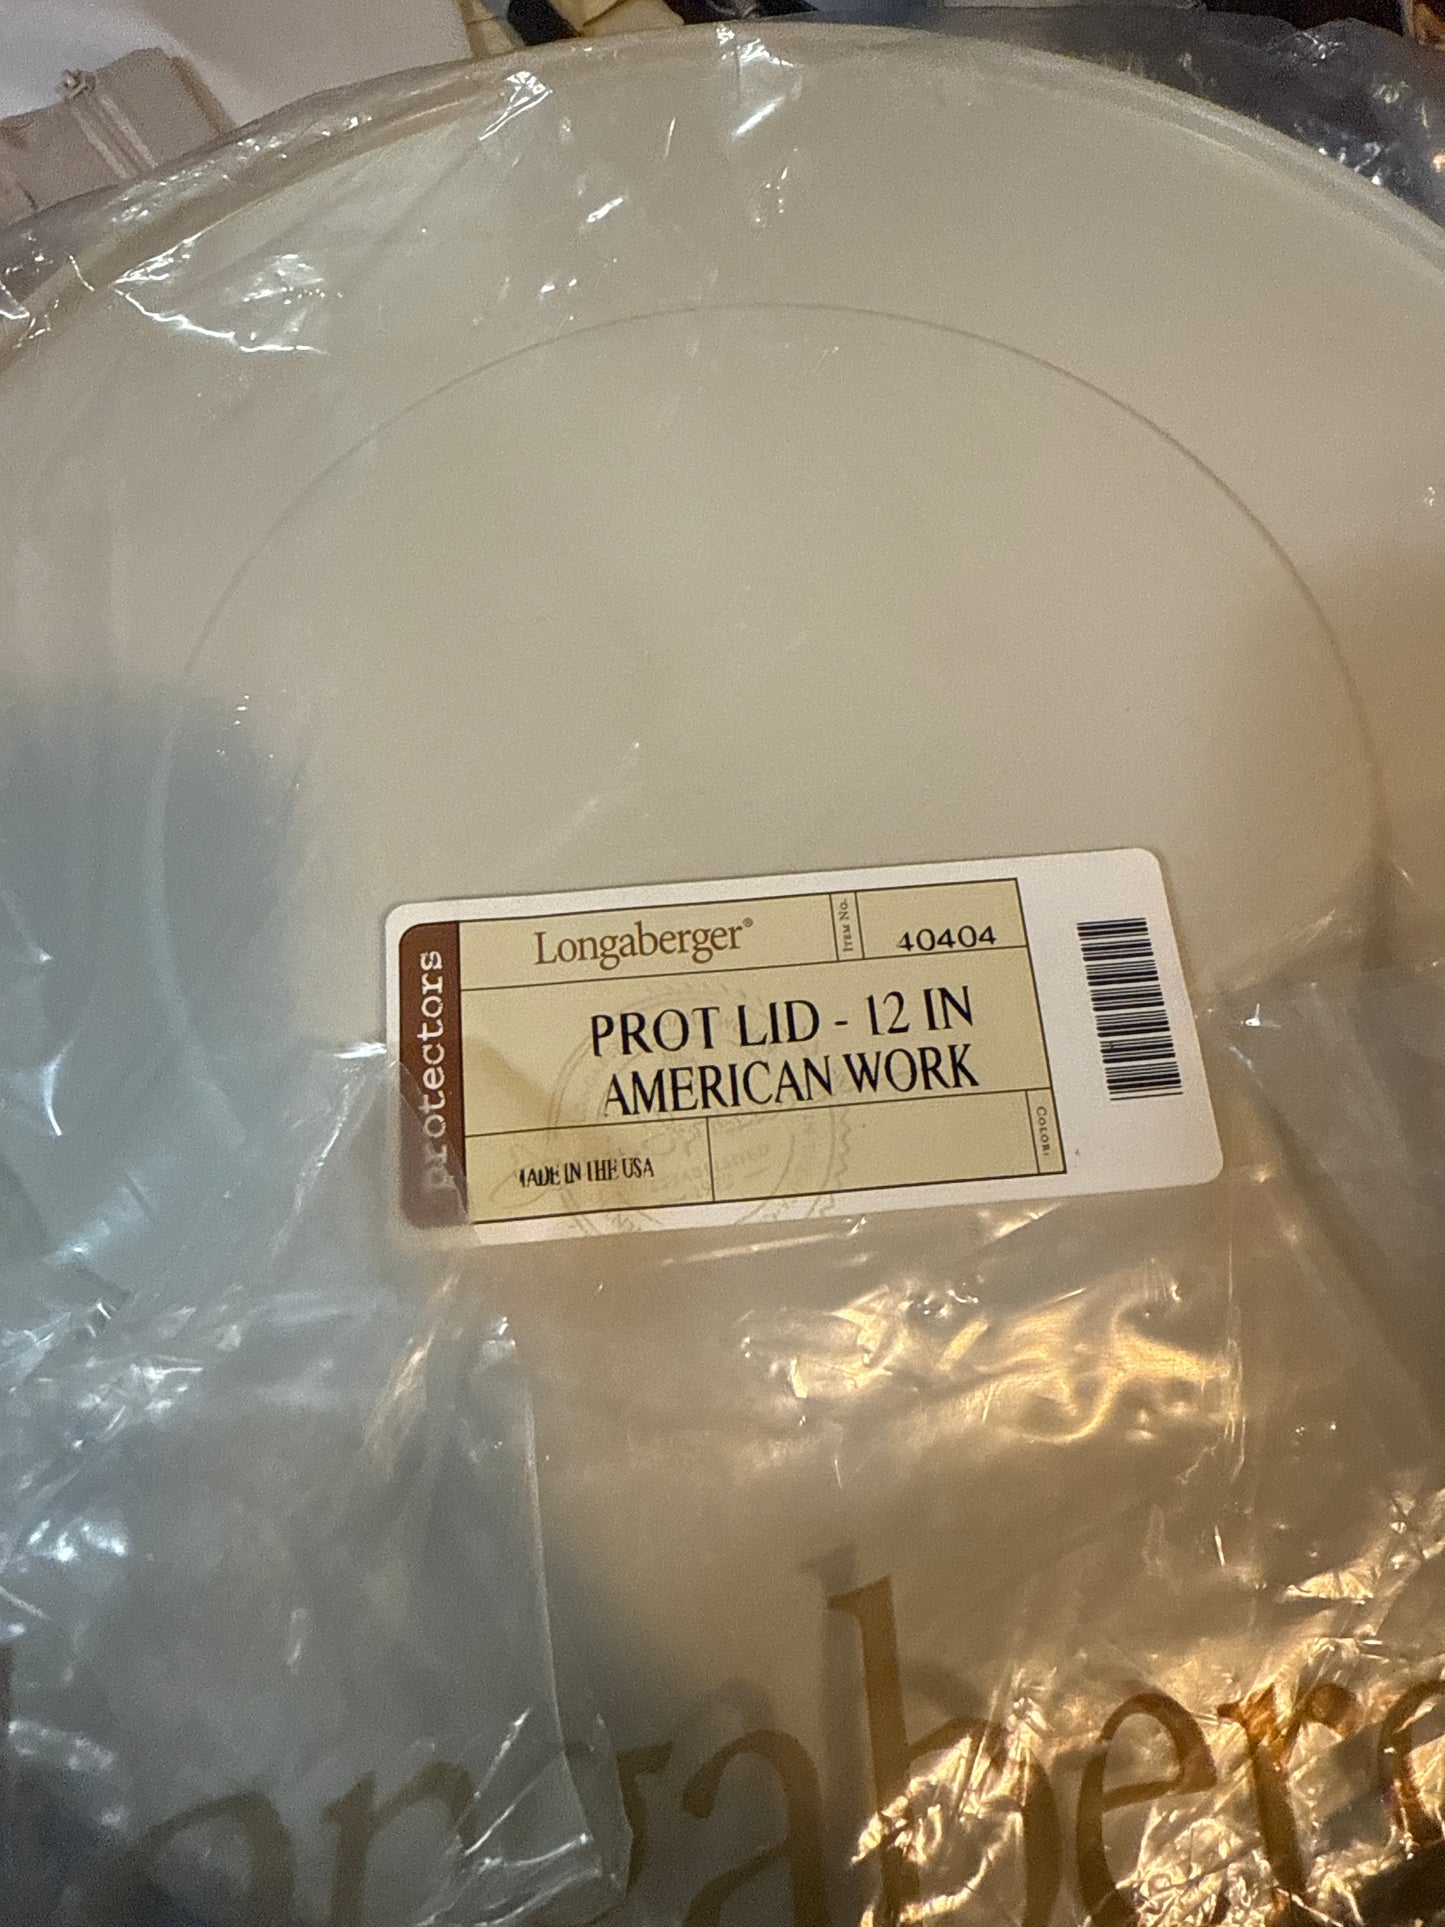 protectors
Longaberger®
ITEM NO.
40404
PROT LID - 12 IN
AMERICAN WORK
MADE IN THE USA
COLOR: